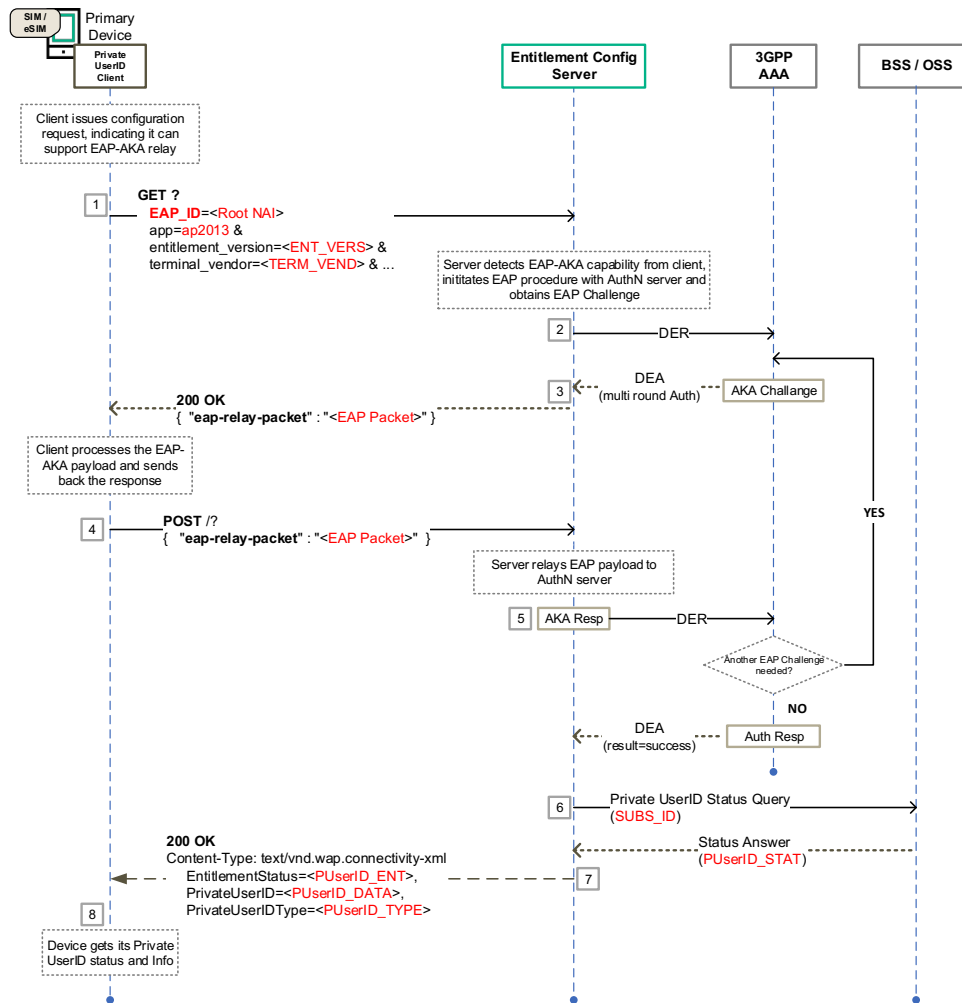 SIM /
eSIM
Primary
Device
Private
UserID
Client
Entitlement Config
Server
3GPP
AAA
BSS / OSS
Client issues configuration
request, indicating it can
support EAP-AKA relay
1
GET ?
EAP_ID=<Root NAI>
app=ap2013 &
entitlement_version=<ENT_VERS> &
terminal_vendor=<TERM_VEND> & ...
Server detects EAP-AKA capability from client,
inititates EAP procedure with AuthN server and
obtains EAP Challenge
2
DER
3
DEA
(multi round Auth)
AKA Challange
200 OK
{ "eap-relay-packet" : "<EAP Packet>" }
Client processes the EAP-
AKA payload and sends
back the response
YES
4
POST /?
{ "eap-relay-packet" : "<EAP Packet>" }
Server relays EAP payload to
AuthN server
5
AKA Resp
DER
Another EAP Challenge
needed?
NO
DEA
(result=success)
Auth Resp
6
Private UserID Status Query
(SUBS_ID)
Status Answer
(PUserID_STAT)
200 OK
Content-Type: text/vnd.wap.connectivity-xml
EntitlementStatus=<PUserID_ENT>,
PrivateUserID=<PUserID_DATA>,
PrivateUserIDType=<PUserID_TYPE>
7
8
Device gets its Private
UserID status and Info